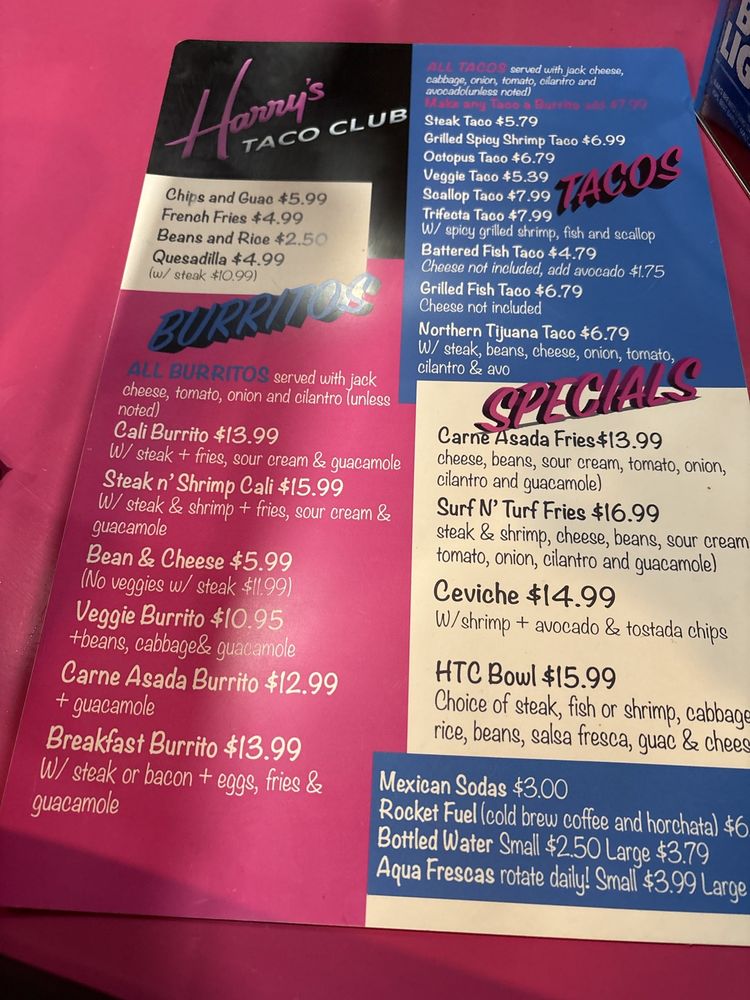 Harry's
TACO CLUB
Chips and Guac $5.99
French Fries $4.99
Beans and Rice $2.50
Quesadilla $4.99
(w/ steak $10.99)
BURRITOS
ALL BURRITOS served with jack
cheese, tomato, onion and cilantro (unless
noted)
Cali Burrito $13.99
W/ steak + fries, sour cream & guacamole
Steak n' Shrimp Cali $15.99
W/ steak & shrimp + fries, sour cream &
guacamole
Bean & Cheese $5.99
(No veggies w/ steak $11.99)
Veggie Burrito $10.95
+beans, cabbage& guacamole
Carne Asada Burrito $12.99
+ guacamole
Breakfast Burrito $13.99
W/ steak or bacon + eggs, fries &
guacamole
ALL TACOS served with jack cheese,
cabbage, onion, tomato, cilantro and
avocado(unless noted)
Make any Taco a Burrito add $7.99
TACOS
Steak Taco $5.79
Grilled Spicy Shrimp Taco $6.99
Octopus Taco $6.79
Veggie Taco $5.39
Scallop Taco $7.99
Trifecta Taco $7.99
W/ spicy grilled shrimp, fish and scallop
Battered Fish Taco $4.79
Cheese not included, add avocado $1.75
Grilled Fish Taco $6.79
Cheese not included
Northern Tijuana Taco $6.79
W/ steak, beans, cheese, onion, tomato,
cilantro & avo
SPECIALS
Carne Asada Fries$13.99
cheese, beans, sour cream, tomato, onion,
cilantro and guacamole)
Surf N' Turf Fries $16.99
steak & shrimp, cheese, beans, sour cream
tomato, onion, cilantro and guacamole)
Ceviche $14.99
W/shrimp + avocado & tostada chips
HTC Bowl $15.99
Choice of steak, fish or shrimp, cabbage
rice, beans, salsa fresca, guac & chees
Mexican Sodas $3.00
Rocket Fuel (cold brew coffee and horchata) $6
Bottled Water Small $2.50 Large $3.79
Aqua Frescas rotate daily! Small $3.99 Large